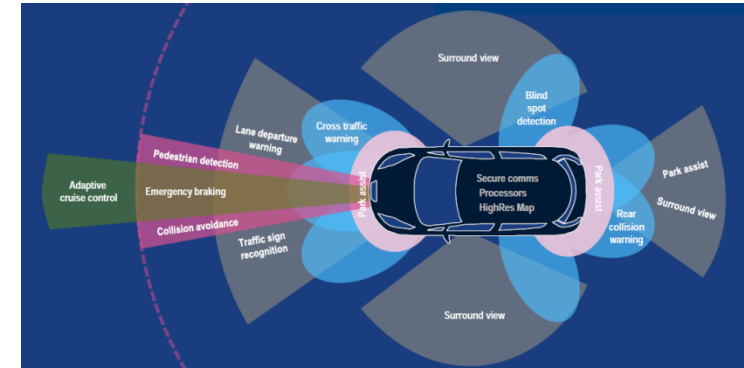 Surround view
Blind
spot
detection
Cross traffic
warning
Lane departure
warning
Pedestrian detection
Adaptive
cruise control
Emergency braking
Park assist
Secure comms
Processors
HighRes Map
Park assist
Park assist
Surround view
Collision avoidance
Traffic sign
recognition
Rear
collision
warning
Surround view